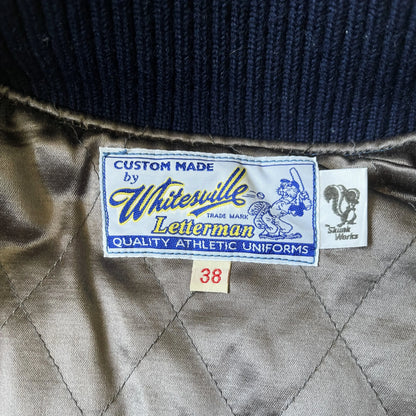 CUSTOM MADE
by
Whitesville
TRADE MARK
Letterman
QUALITY ATHLETIC UNIFORMS
Skunk
Works
38